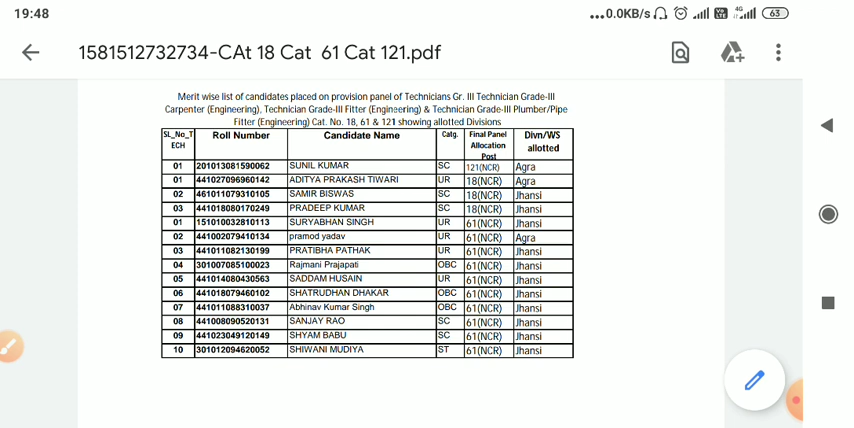 19:48 ...0.0KB/s 4G 63
1581512732734-CAt 18 Cat 61 Cat 121.pdf
Merit wise list of candidates placed on provision panel of Technicians Gr. III Technician Grade-III
Carpenter (Engineering), Technician Grade-III Fitter (Engineering) & Technician Grade-III Plumber/Pipe
Fitter (Engineering) Cat. No. 18, 61 & 121 showing allotted Divisions
SL_No_T ECH Roll Number Candidate Name Catg. Final Panel Allocation Post Divn/WS allotted
01 201013081590062 SUNIL KUMAR SC 121(NCR) Agra
01 441027096960142 ADITYA PRAKASH TIWARI UR 18(NCR) Agra
02 461011079310105 SAMIR BISWAS SC 18(NCR) Jhansi
03 441018080170249 PRADEEP KUMAR SC 18(NCR) Jhansi
01 151010032810113 SURYABHAN SINGH UR 61(NCR) Jhansi
02 441002079410134 pramod yadav UR 61(NCR) Agra
03 441011082130199 PRATIBHA PATHAK UR 61(NCR) Jhansi
04 301007085100023 Rajmani Prajapati OBC 61(NCR) Jhansi
05 441014080430563 SADDAM HUSAIN UR 61(NCR) Jhansi
06 441018079460102 SHATRUDHAN DHAKAR OBC 61(NCR) Jhansi
07 441011088310037 Abhinav Kumar Singh OBC 61(NCR) Jhansi
08 441008090520131 SANJAY RAO SC 61(NCR) Jhansi
09 441023049120149 SHYAM BABU SC 61(NCR) Jhansi
10 301012094620052 SHIWANI MUDIYA ST 61(NCR) Jhansi